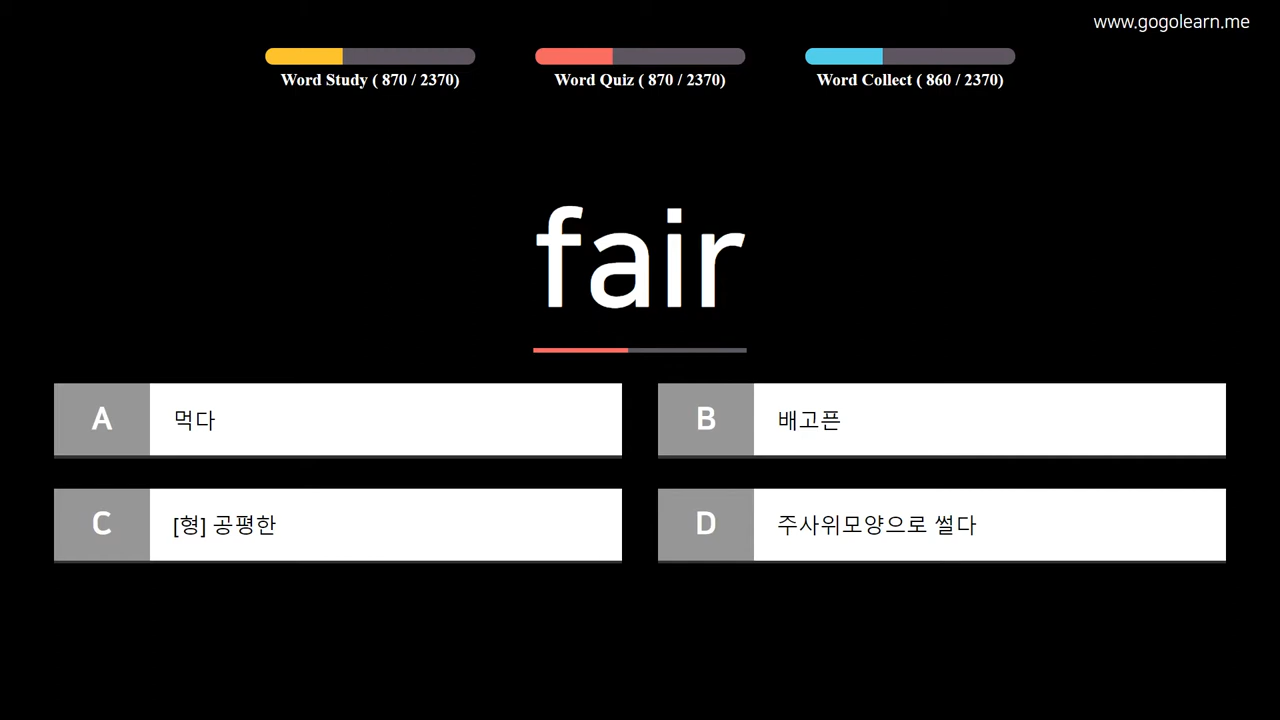 www.gogolearn.me
Word Study ( 870 / 2370)
Word Quiz ( 870 / 2370)
Word Collect ( 860 / 2370)
fair
A 먹다
B 배고픈
C [형] 공평한
D 주사위모양으로 썰다